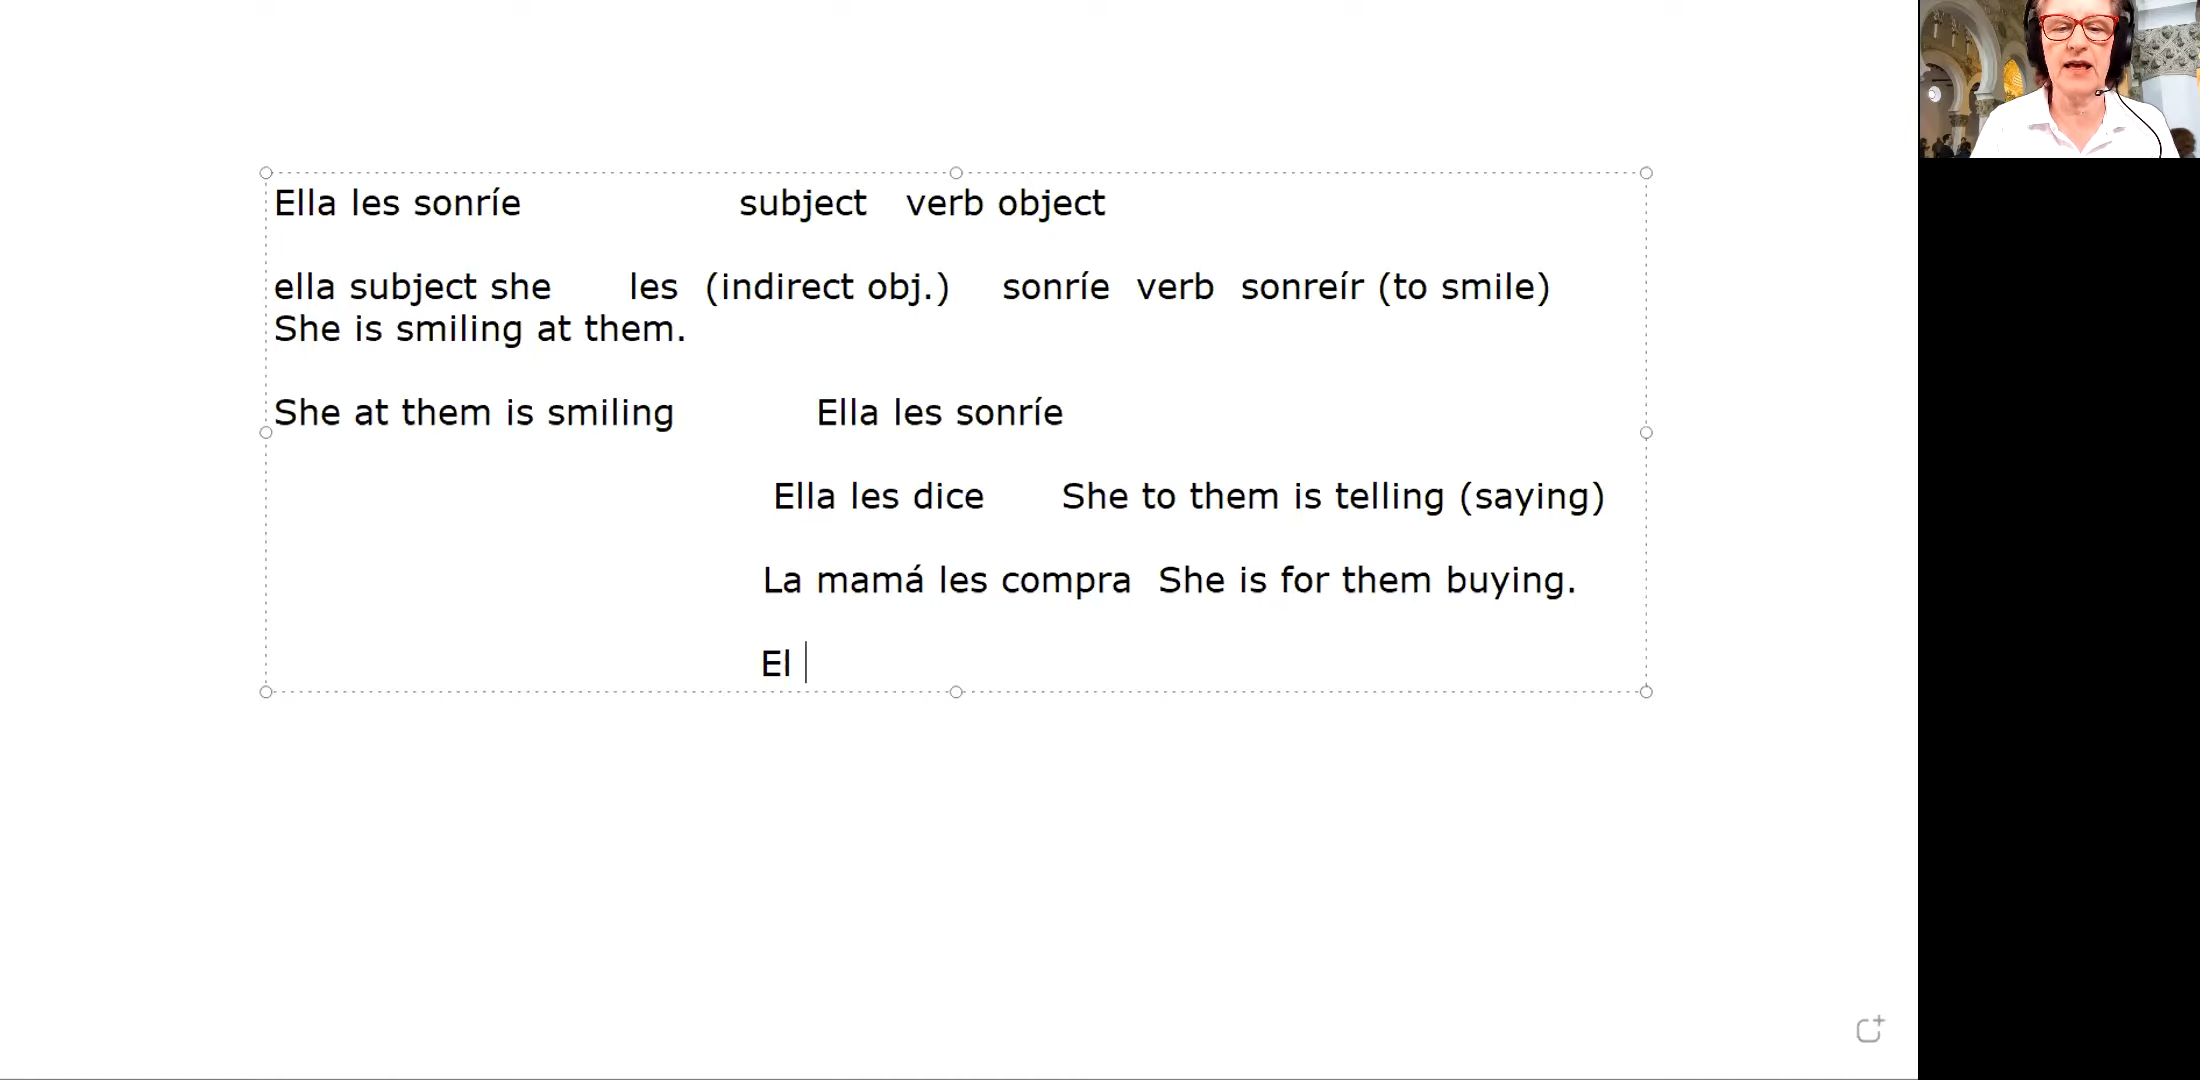 Ella les sonríe subject verb object
ella subject she les (indirect obj.) sonríe verb sonreír (to smile)
She is smiling at them.
She at them is smiling Ella les sonríe
Ella les dice She to them is telling (saying)
La mamá les compra She is for them buying.
El